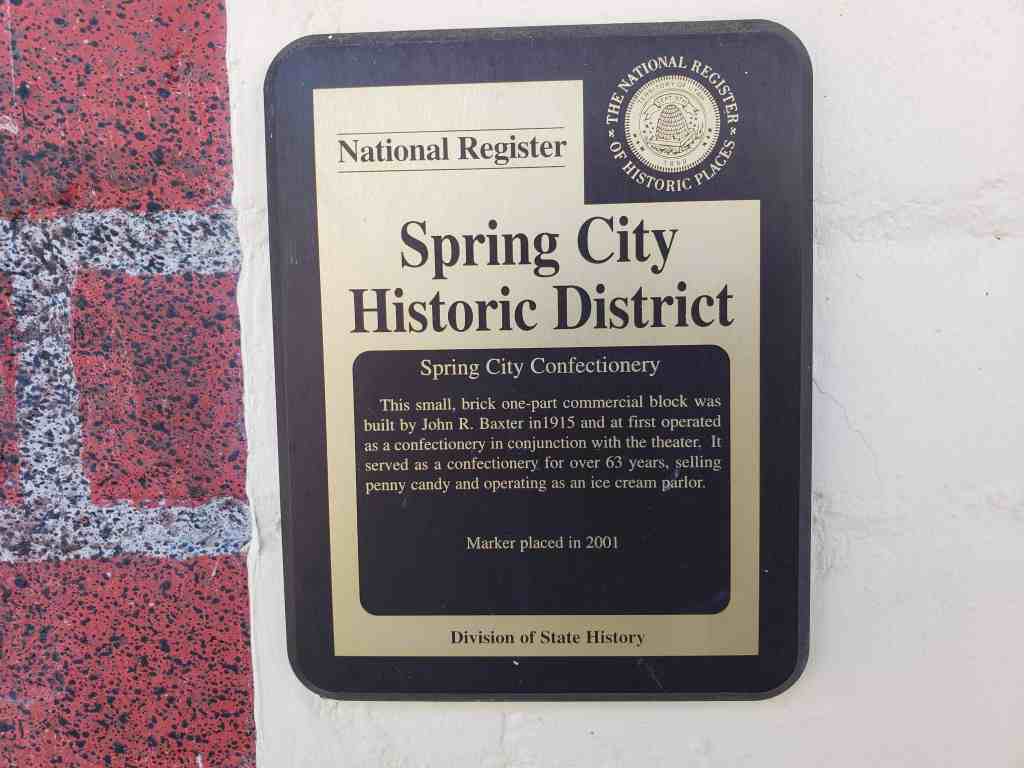 THE NATIONAL REGISTER
OF HISTORIC PLACES
1896
National Register
Spring City
Historic District
Spring City Confectionery
This small, brick one-part commercial block was
built by John R. Baxter in1915 and at first operated
as a confectionery in conjunction with the theater. It
served as a confectionery for over 63 years, selling
penny candy and operating as an ice cream parlor.
Marker placed in 2001
Division of State History